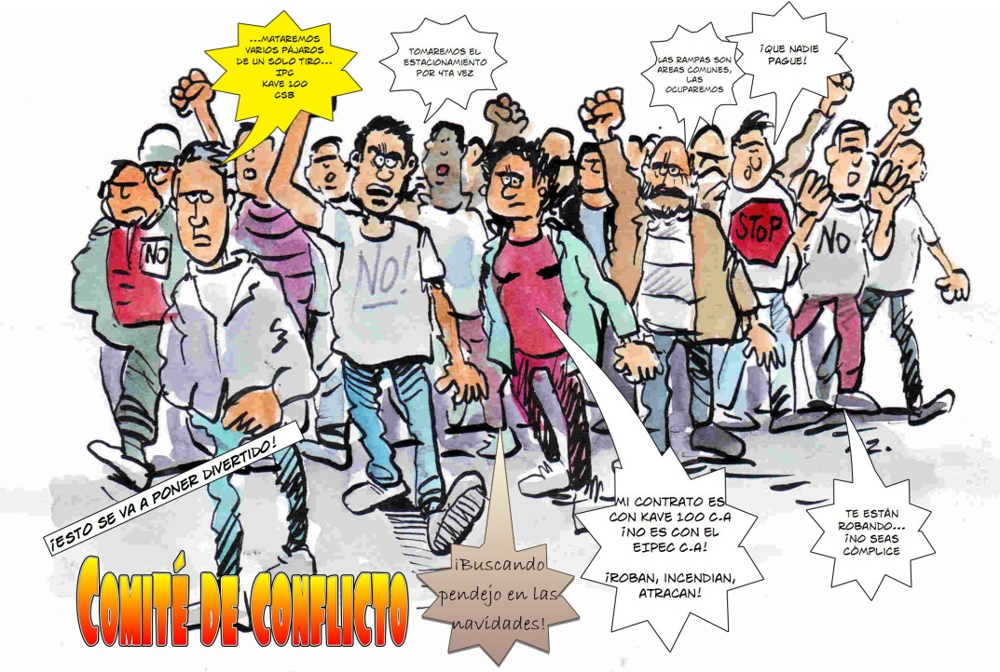 ...MATAREMOS
VARIOS PÁJAROS
DE UN SOLO TIRO...
IPC
KAVE 100
CSB
TOMAREMOS EL
ESTACIONAMIENTO
POR 4TA VEZ
LAS RAMPAS SON
AREAS COMUNES,
LAS
OCUPAREMOS
¡QUE NADIE
PAGUE!
NO
NO!
STOP
NO
¡ESTO SE VA A PONER DIVERTIDO!
COMITÉ DE CONFLICTO
¡Buscando
pendejo en las
navidades!
MI CONTRATO ES
CON KAVE 100 C.A
¡NO ES CON EL
EIPEC C.A!
¡ROBAN, INCENDIAN,
ATRACAN!
TE ESTÁN
ROBANDO...
¡NO SEAS
CÓMPLICE